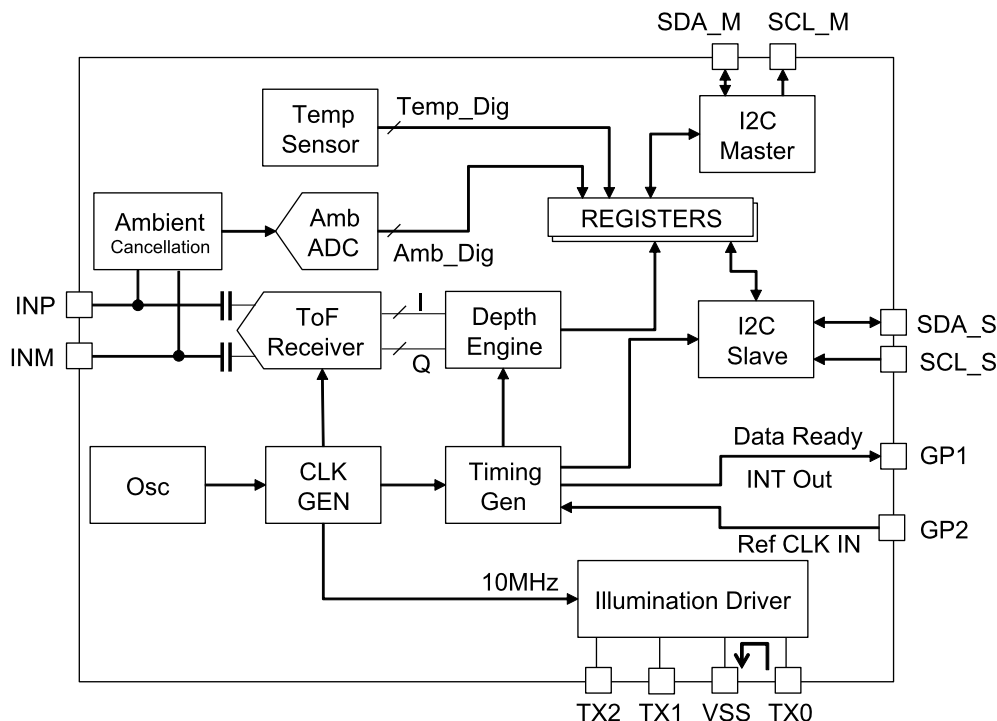 SDA_M
SCL_M
Temp
Sensor
Temp_Dig
I2C
Master
Ambient
Cancellation
Amb
ADC
Amb_Dig
REGISTERS
INP
INM
ToF
Receiver
I
Q
Depth
Engine
I2C
Slave
SDA_S
SCL_S
Osc
CLK
GEN
Timing
Gen
Data Ready
INT Out
GP1
Ref CLK IN
GP2
10MHz
Illumination Driver
TX2
TX1
VSS
TX0